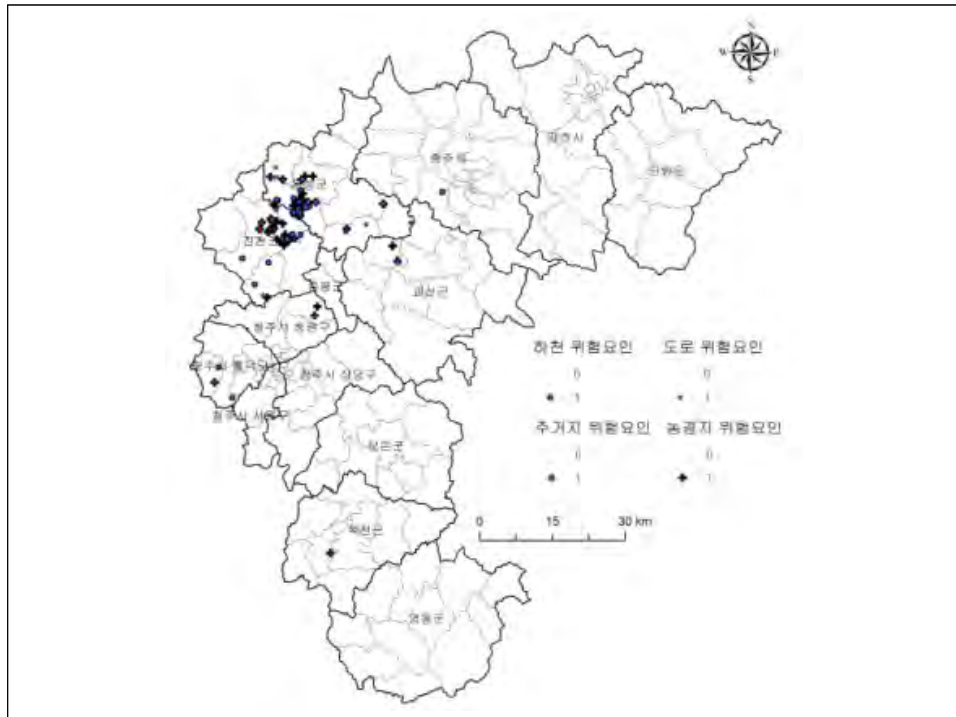 N
W
E
S
제천시
충주시
단양군
음성군
진천군
증평군
괴산군
청주시 청원구
청주시 흥덕구
청주시 상당구
청주시 서원구
보은군
옥천군
영동군
하천 위험요인
0
1
도로 위험요인
0
1
주거지 위험요인
0
1
농경지 위험요인
0
1
0 15 30 km